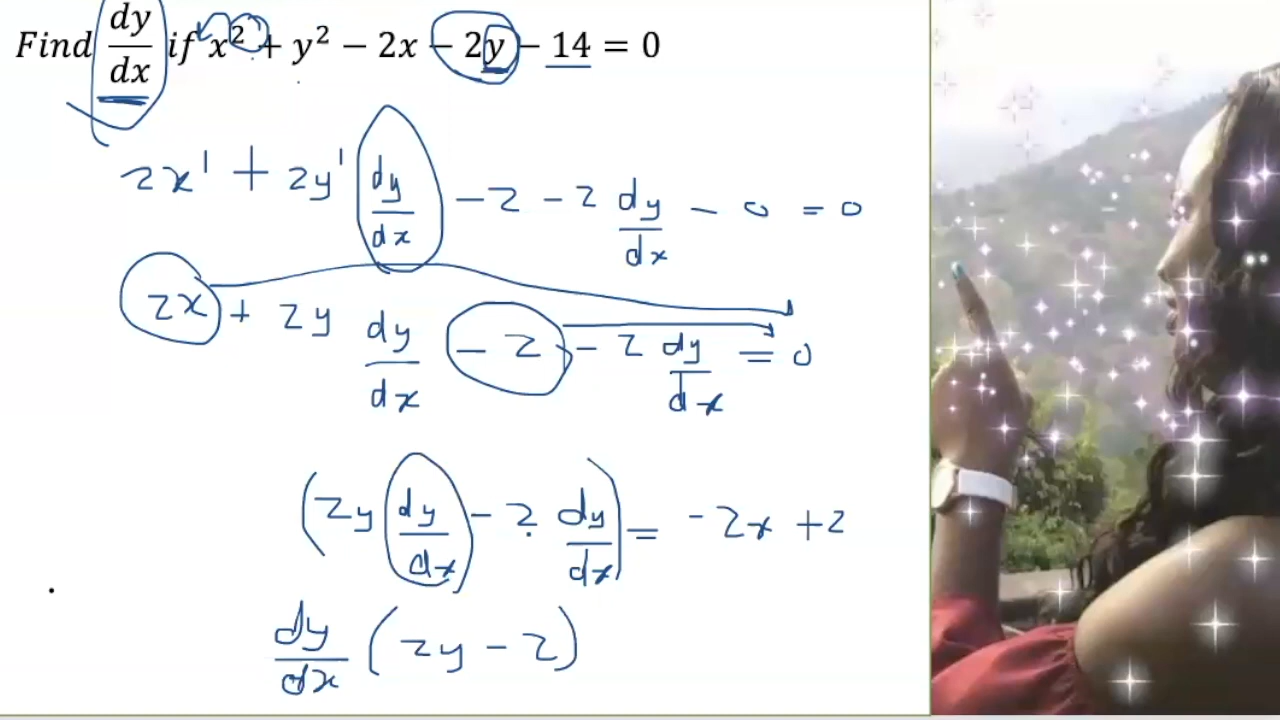 Find dy/dx if x² + y² − 2x − 2y − 14 = 0
2x¹ + 2y¹ dy/dx − 2 − 2 dy/dx − 0 = 0
2x + 2y dy/dx − 2 − 2 dy/dx = 0
(2y dy/dx − 2 dy/dx) = -2x + 2
dy/dx (2y − 2)